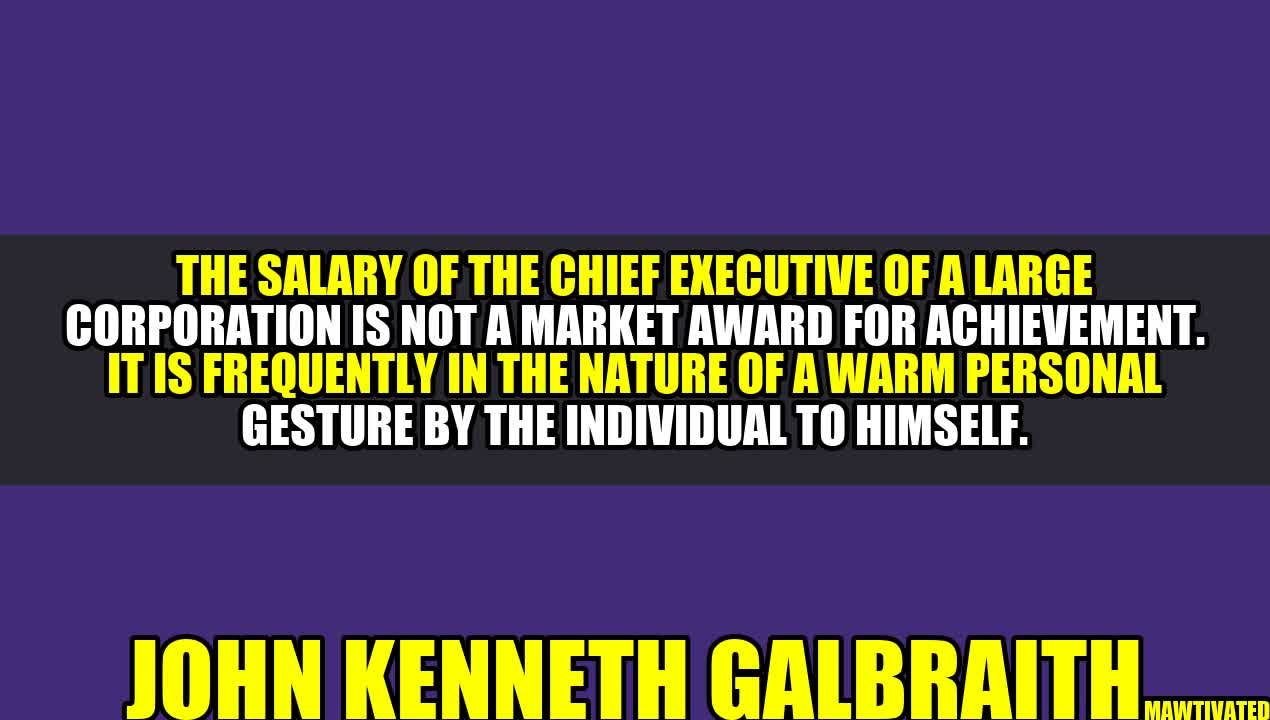 THE SALARY OF THE CHIEF EXECUTIVE OF A LARGE
CORPORATION IS NOT A MARKET AWARD FOR ACHIEVEMENT.
IT IS FREQUENTLY IN THE NATURE OF A WARM PERSONAL
GESTURE BY THE INDIVIDUAL TO HIMSELF.
JOHN KENNETH GALBRAITH
MAWTIVATED